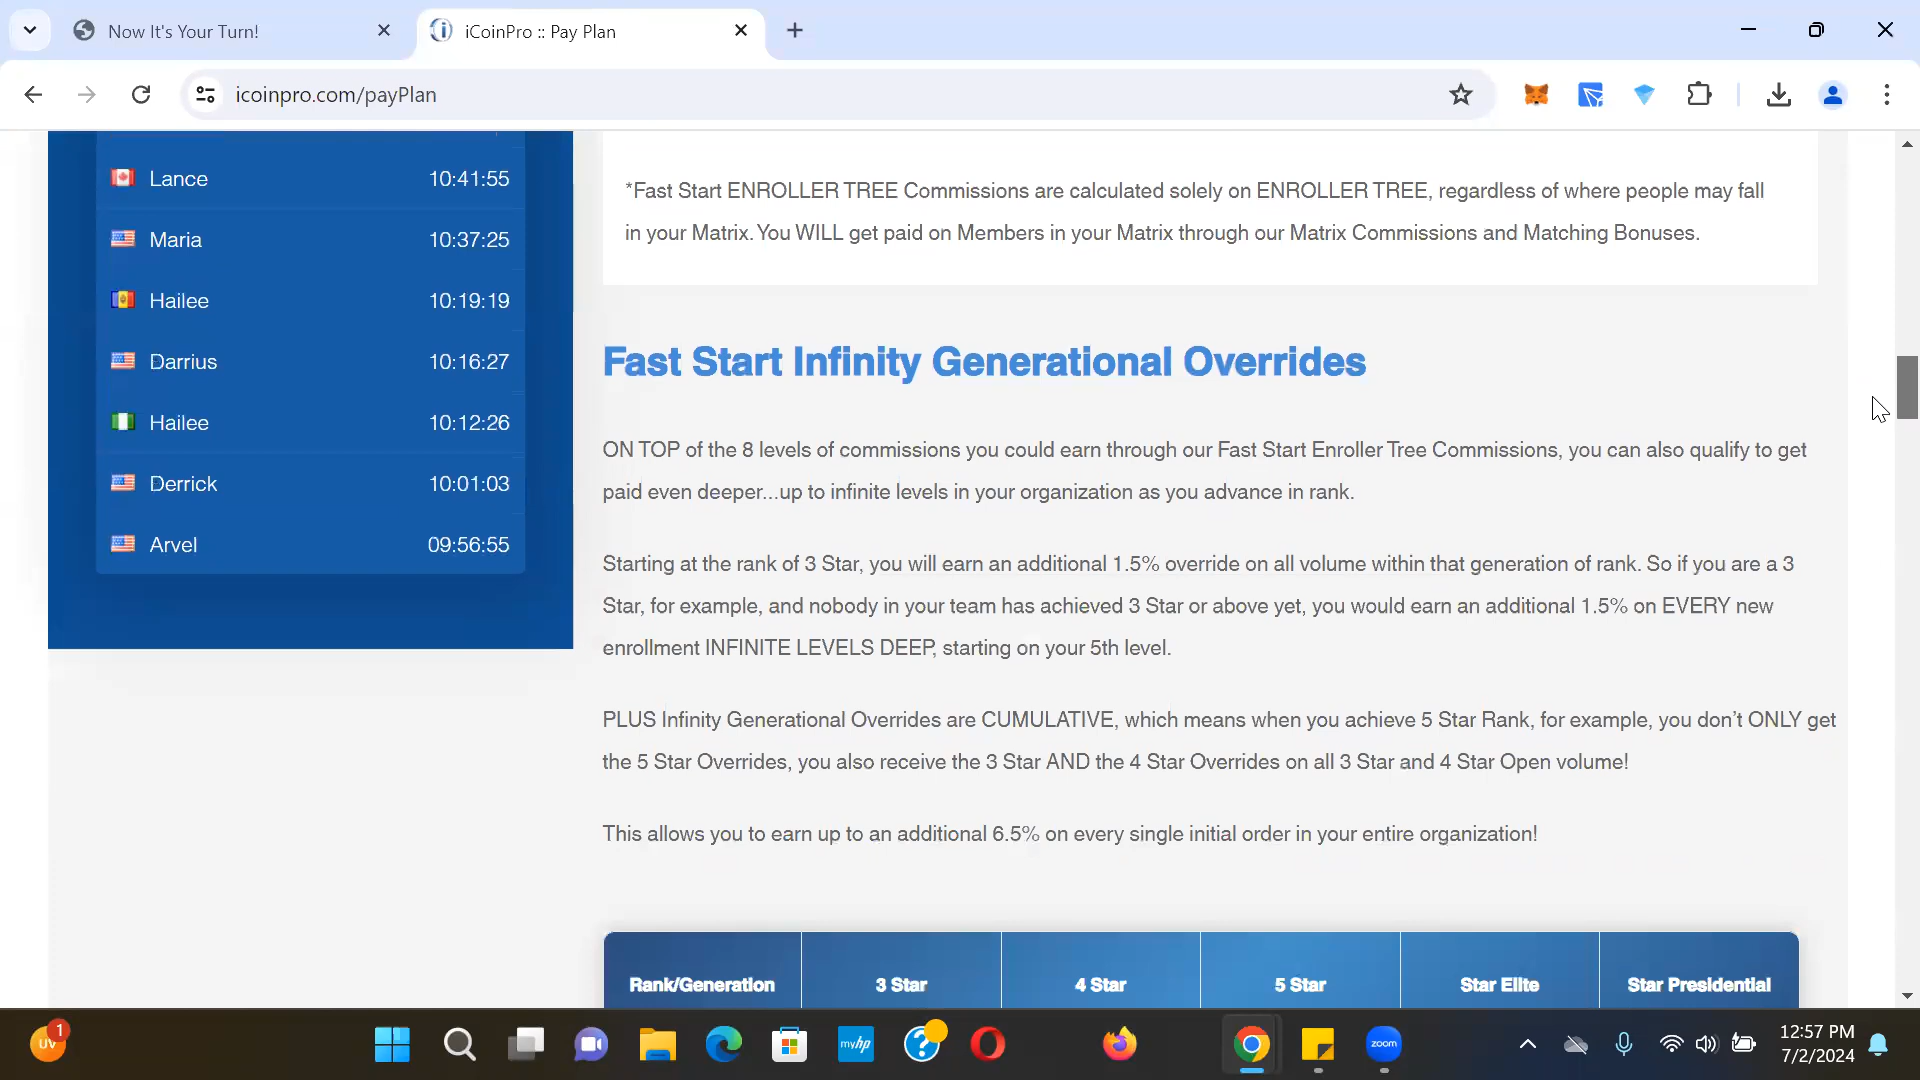 Now It's Your Turn!
iCoinPro :: Pay Plan
icoinpro.com/payPlan
Lance 10:41:55
Maria 10:37:25
Hailee 10:19:19
Darrius 10:16:27
Hailee 10:12:26
Derrick 10:01:03
Arvel 09:56:55
*Fast Start ENROLLER TREE Commissions are calculated solely on ENROLLER TREE, regardless of where people may fall
in your Matrix. You WILL get paid on Members in your Matrix through our Matrix Commissions and Matching Bonuses.
Fast Start Infinity Generational Overrides
ON TOP of the 8 levels of commissions you could earn through our Fast Start Enroller Tree Commissions, you can also qualify to get
paid even deeper...up to infinite levels in your organization as you advance in rank.
Starting at the rank of 3 Star, you will earn an additional 1.5% override on all volume within that generation of rank. So if you are a 3
Star, for example, and nobody in your team has achieved 3 Star or above yet, you would earn an additional 1.5% on EVERY new
enrollment INFINITE LEVELS DEEP, starting on your 5th level.
PLUS Infinity Generational Overrides are CUMULATIVE, which means when you achieve 5 Star Rank, for example, you don't ONLY get
the 5 Star Overrides, you also receive the 3 Star AND the 4 Star Overrides on all 3 Star and 4 Star Open volume!
This allows you to earn up to an additional 6.5% on every single initial order in your entire organization!
Rank/Generation 3 Star 4 Star 5 Star Star Elite Star Presidential
UV 1
myhp
?
zoom
12:57 PM
7/2/2024